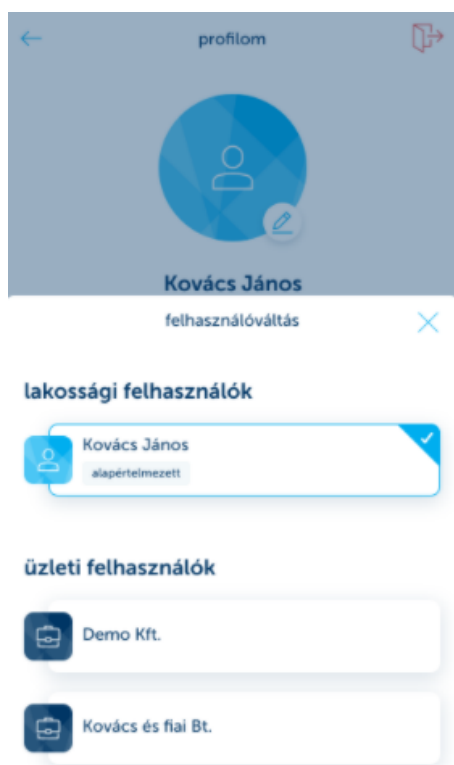 profilom
Kovács János
felhasználóváltás
lakossági felhasználók
Kovács János
alapértelmezett
üzleti felhasználók
Demo Kft.
Kovács és fiai Bt.